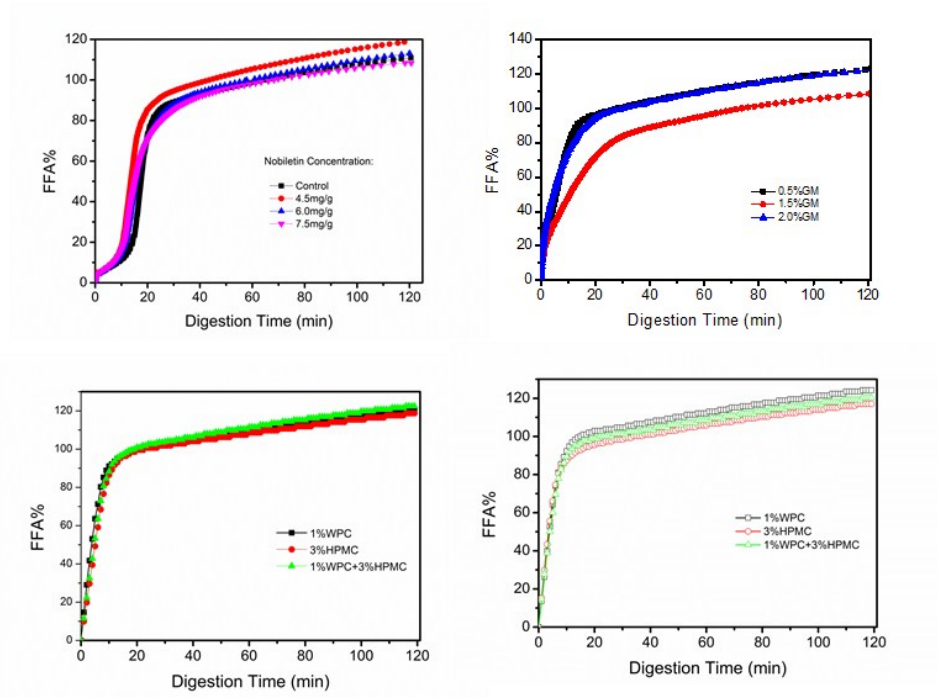 120
100
80
60
40
20
0
FFA%
Nobiletin Concentration:
Control
4.5mg/g
6.0mg/g
7.5mg/g
0 20 40 60 80 100 120
Digestion Time (min)
140
120
100
80
60
40
20
0
FFA%
0.5%GM
1.5%GM
2.0%GM
0 20 40 60 80 100 120
Digestion Time (min)
120
100
80
60
40
20
0
FFA%
1%WPC
3%HPMC
1%WPC+3%HPMC
0 20 40 60 80 100 120
Digestion Time (min)
120
100
80
60
40
20
0
FFA%
1%WPC
3%HPMC
1%WPC+3%HPMC
0 20 40 60 80 100 120
Digestion Time (min)